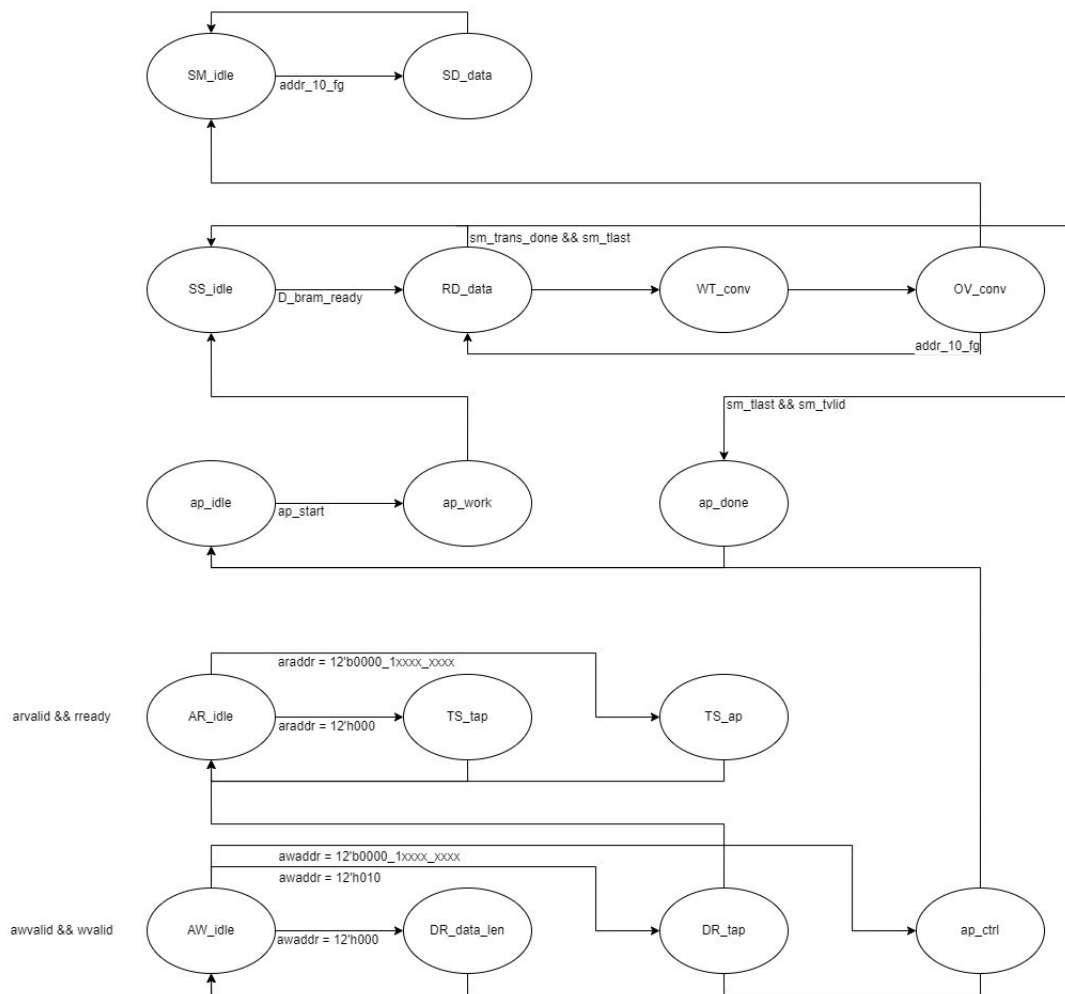 SM_idle
SD_data
addr_10_fg
sm_trans_done && sm_tlast
SS_idle
RD_data
WT_conv
OV_conv
D_bram_ready
addr_10_fg
sm_tlast && sm_tvlid
ap_idle
ap_work
ap_done
ap_start
araddr = 12'b0000_1xxxx_xxxx
arvalid && rready
AR_idle
TS_tap
TS_ap
araddr = 12'h000
awaddr = 12'b0000_1xxxx_xxxx
awaddr = 12'h010
awvalid && wvalid
AW_idle
DR_data_len
DR_tap
ap_ctrl
awaddr = 12'h000